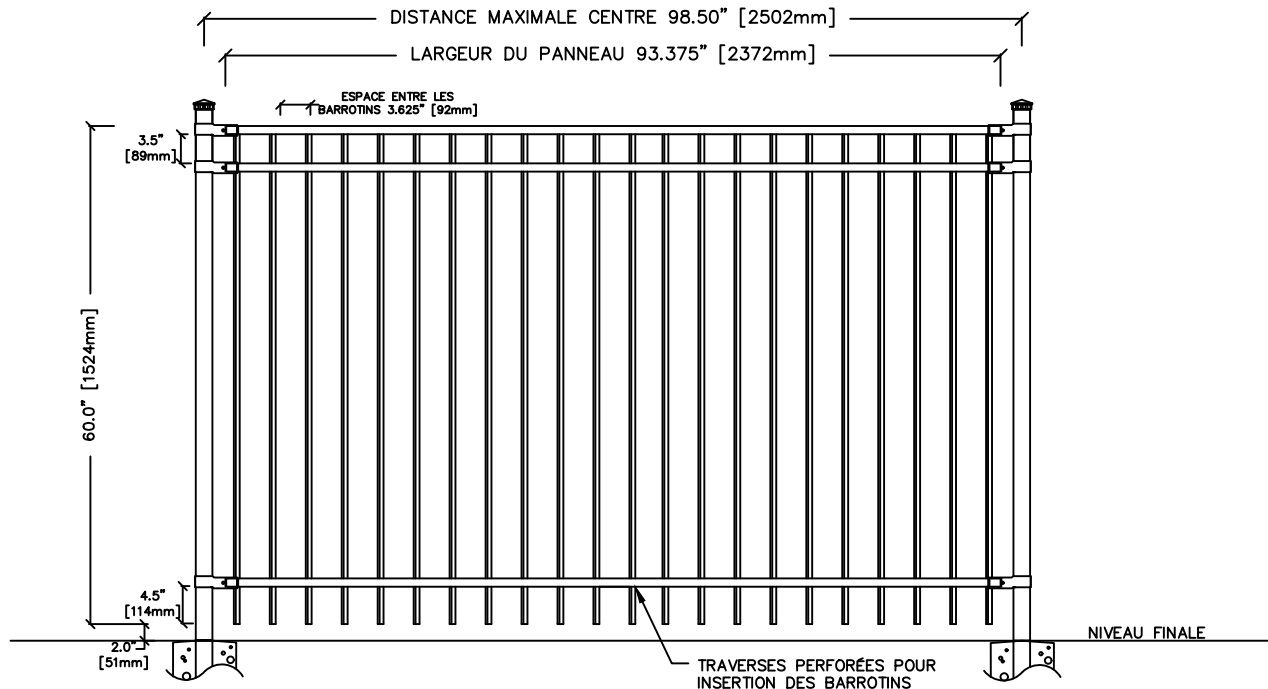 DISTANCE MAXIMALE CENTRE 98.50" [2502mm]
LARGEUR DU PANNEAU 93.375" [2372mm]
ESPACE ENTRE LES
BARROTINS 3.625" [92mm]
3.5"
[89mm]
60.0" [1524mm]
4.5"
[114mm]
2.0"
[51mm]
NIVEAU FINALE
TRAVERSES PERFORÉES POUR
INSERTION DES BARROTINS